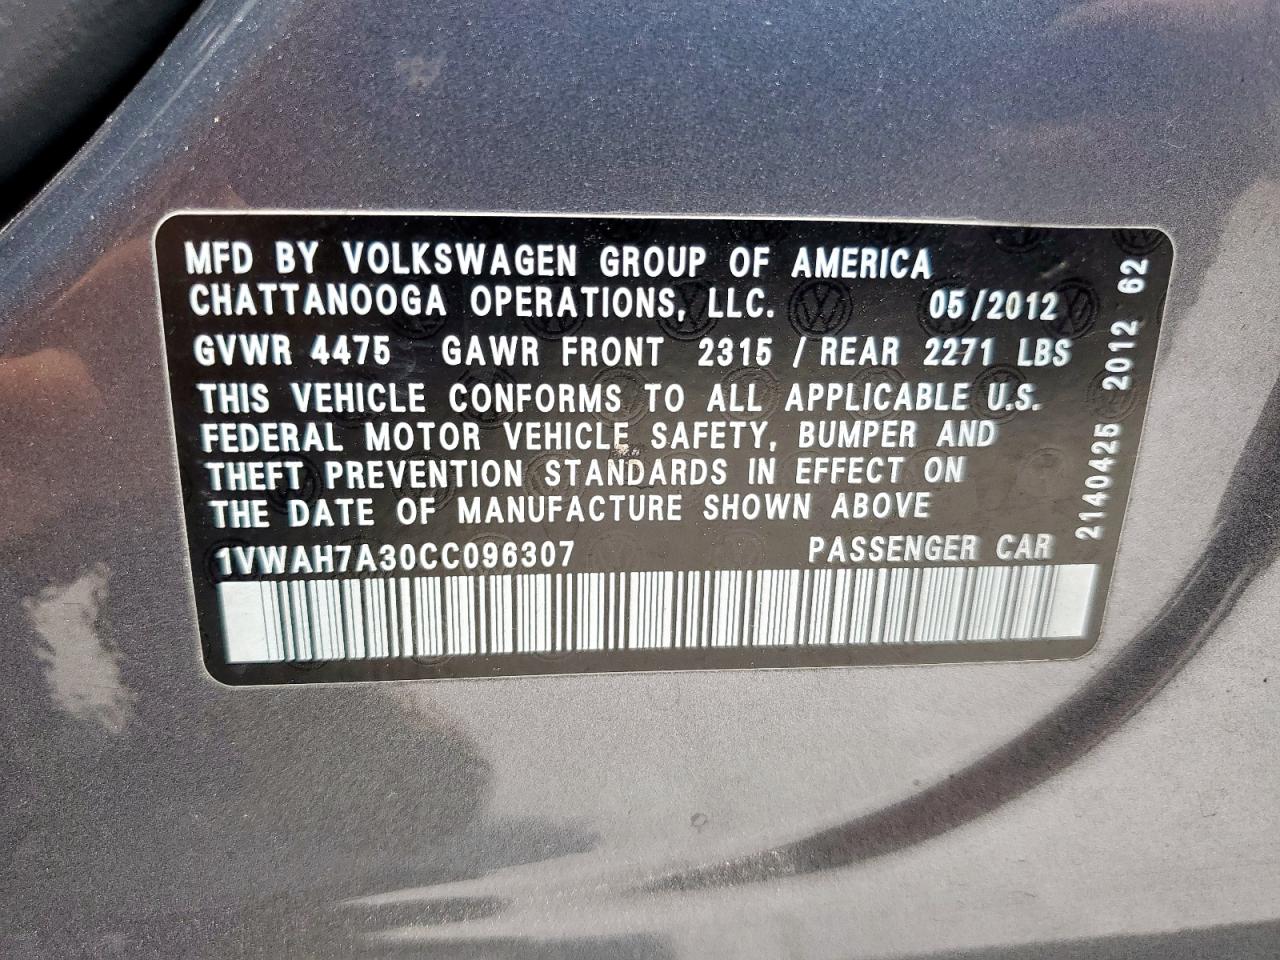 MFD BY VOLKSWAGEN GROUP OF AMERICA
CHATTANOOGA OPERATIONS, LLC. 05/2012
GVWR 4475 GAWR FRONT 2315 / REAR 2271 LBS
THIS VEHICLE CONFORMS TO ALL APPLICABLE U.S.
FEDERAL MOTOR VEHICLE SAFETY, BUMPER AND
THEFT PREVENTION STANDARDS IN EFFECT ON
THE DATE OF MANUFACTURE SHOWN ABOVE
1VWAH7A30CC096307 PASSENGER CAR
2140425 2012 62